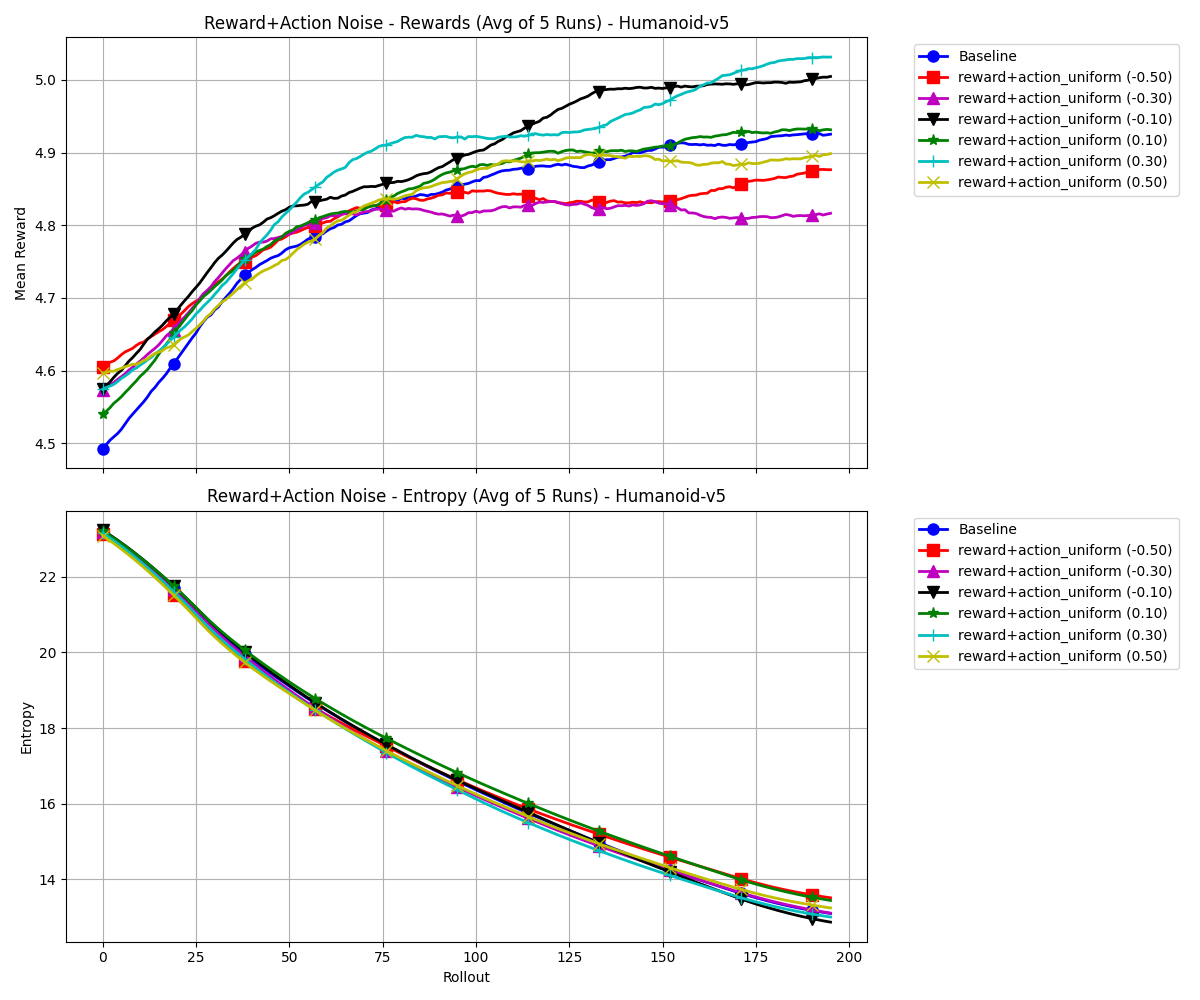 Reward+Action Noise - Rewards (Avg of 5 Runs) - Humanoid-v5
5.0
4.9
4.8
4.7
4.6
4.5
Mean Reward
Baseline
reward+action_uniform (-0.50)
reward+action_uniform (-0.30)
reward+action_uniform (-0.10)
reward+action_uniform (0.10)
reward+action_uniform (0.30)
reward+action_uniform (0.50)
Reward+Action Noise - Entropy (Avg of 5 Runs) - Humanoid-v5
22
20
18
16
14
Entropy
0 25 50 75 100 125 150 175 200
Rollout
Baseline
reward+action_uniform (-0.50)
reward+action_uniform (-0.30)
reward+action_uniform (-0.10)
reward+action_uniform (0.10)
reward+action_uniform (0.30)
reward+action_uniform (0.50)